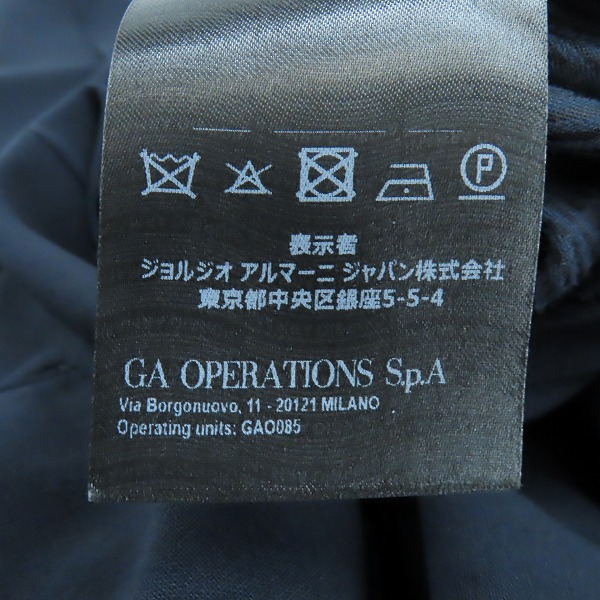 P
表示者
ジョルジオ アルマーニ ジャパン株式会社
東京都中央区銀座5-5-4
GA OPERATIONS S.p.A
Via Borgonuovo, 11 - 20121 MILANO
Operating units: GAO085